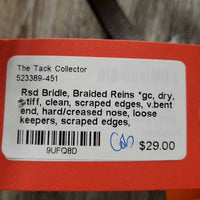 The Tack Collector
523389-451
Rsd Bridle, Braided Reins *gc, dry,
stiff, clean, scraped edges, v.bent
end, hard/creased nose, loose
keepers, scraped edges,
9UFQ8D
$29.00